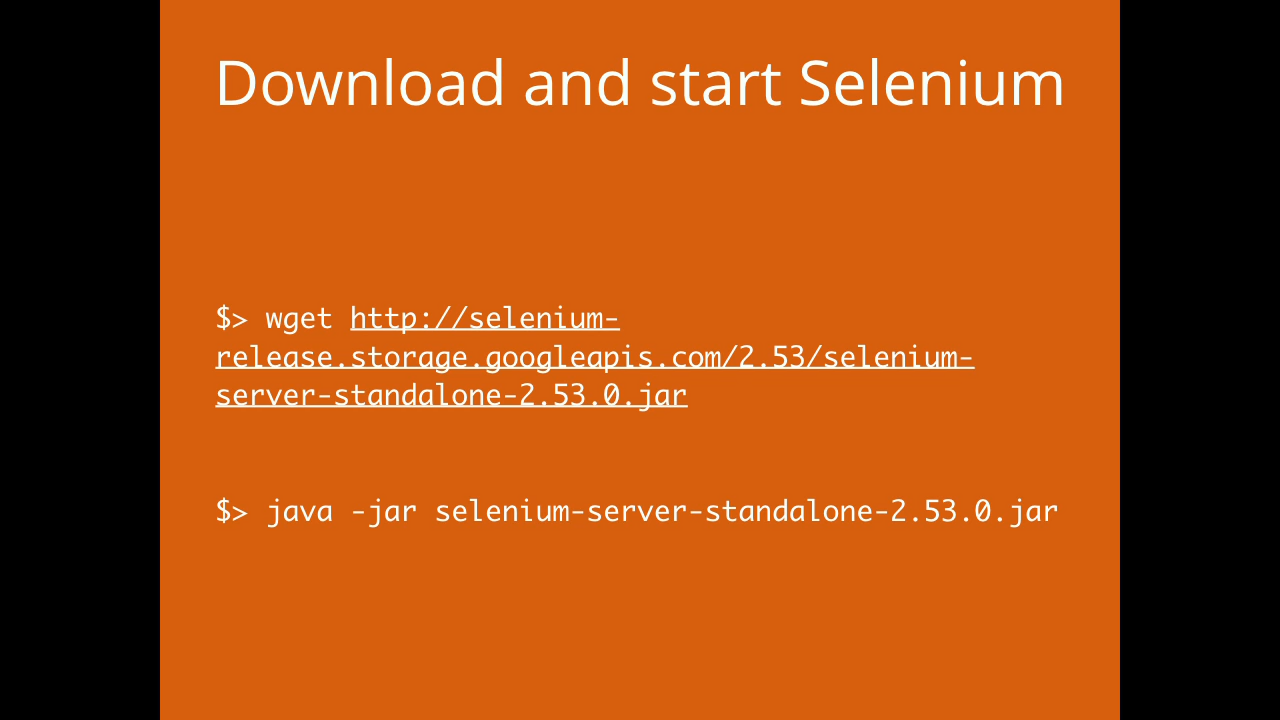 Download and start Selenium
$> wget http://selenium-
release.storage.googleapis.com/2.53/selenium-
server-standalone-2.53.0.jar
$> java -jar selenium-server-standalone-2.53.0.jar